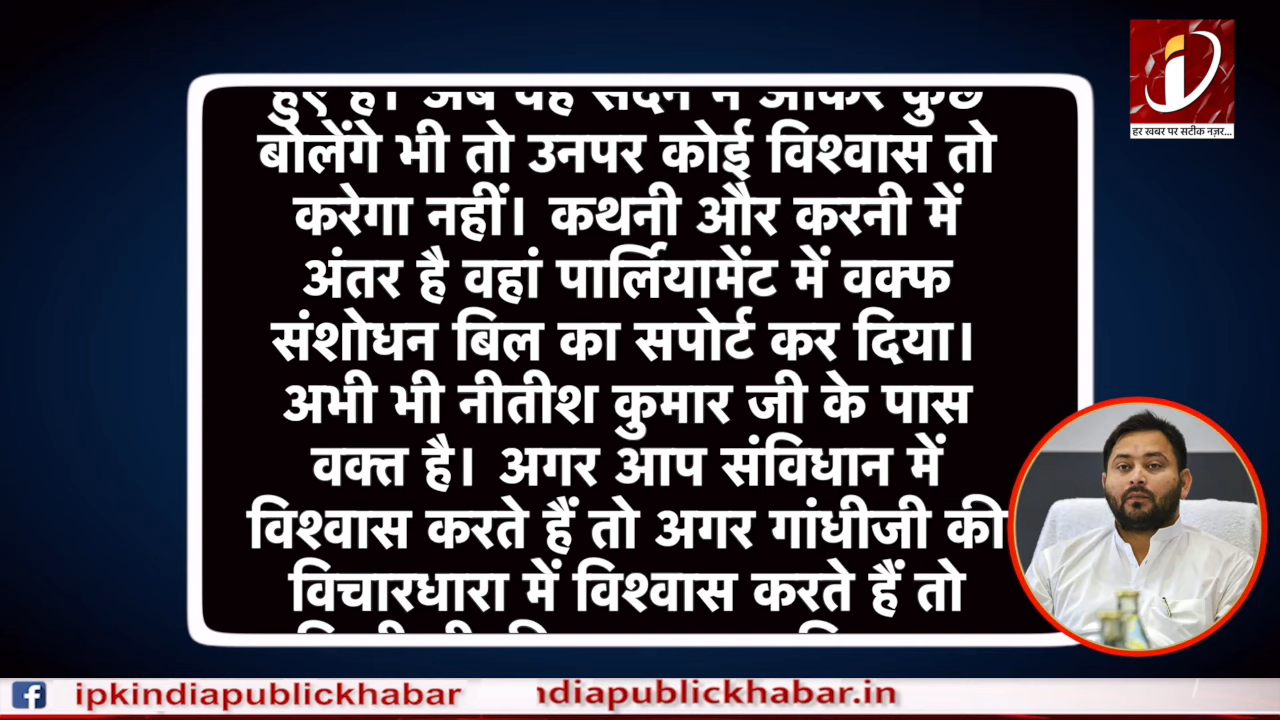 हर खबर पर सटीक नज़र...
बोलेंगे भी तो उनपर कोई विश्वास तो
करेगा नहीं। कथनी और करनी में
अंतर है वहां पार्लियामेंट में वक्फ
संशोधन बिल का सपोर्ट कर दिया।
अभी भी नीतीश कुमार जी के पास
वक्त है। अगर आप संविधान में
विश्वास करते हैं तो अगर गांधीजी की
विचारधारा में विश्वास करते हैं तो
ipkindiapublickhabar
ndiapublickhabar.in